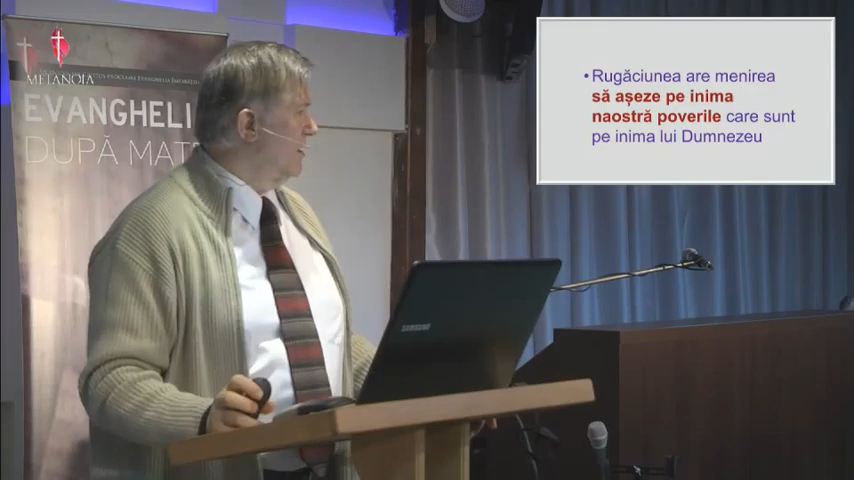 METANOIA
EVANGHELI
DUPĂ MAT
• Rugăciunea are menirea
să așeze pe inima
naostră poverile care sunt
pe inima lui Dumnezeu
SAMSUNG